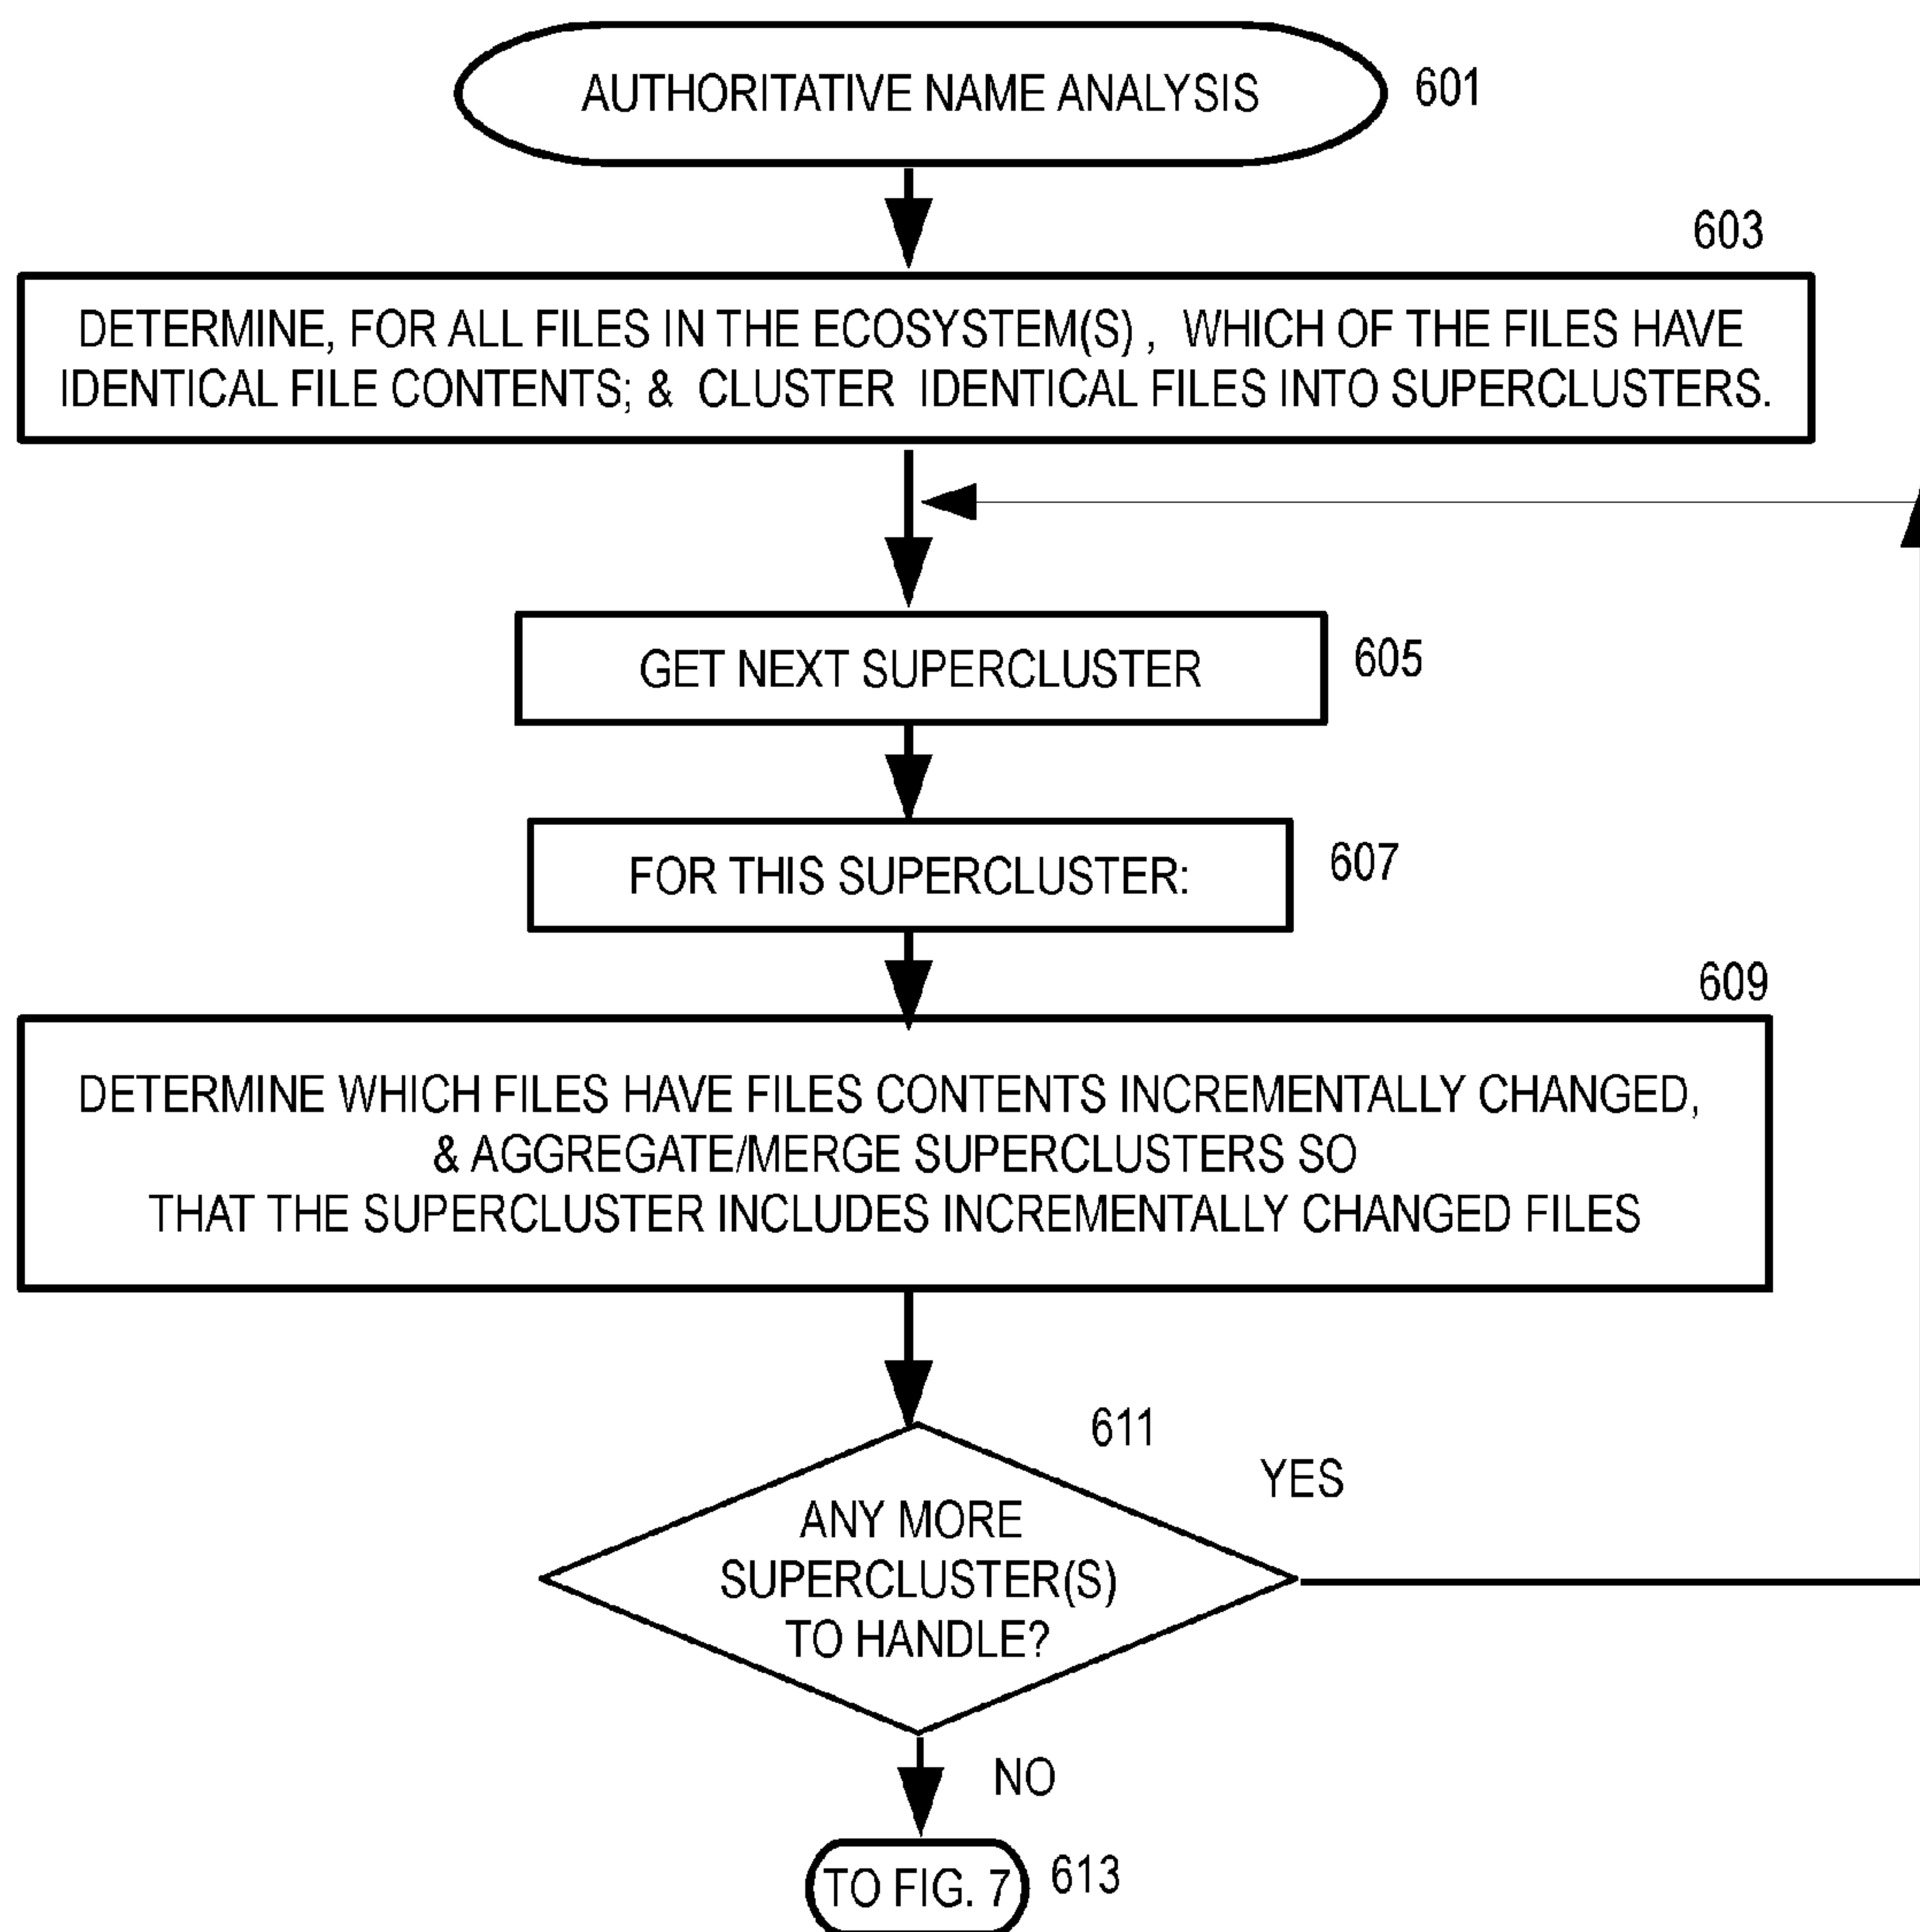 AUTHORITATIVE NAME ANALYSIS
601
603
DETERMINE, FOR ALL FILES IN THE ECOSYSTEM(S) , WHICH OF THE FILES HAVE
IDENTICAL FILE CONTENTS; & CLUSTER IDENTICAL FILES INTO SUPERCLUSTERS.
GET NEXT SUPERCLUSTER
605
FOR THIS SUPERCLUSTER:
607
609
DETERMINE WHICH FILES HAVE FILES CONTENTS INCREMENTALLY CHANGED,
& AGGREGATE/MERGE SUPERCLUSTERS SO
THAT THE SUPERCLUSTER INCLUDES INCREMENTALLY CHANGED FILES
611
YES
ANY MORE
SUPERCLUSTER(S)
TO HANDLE?
NO
TO FIG. 7
613